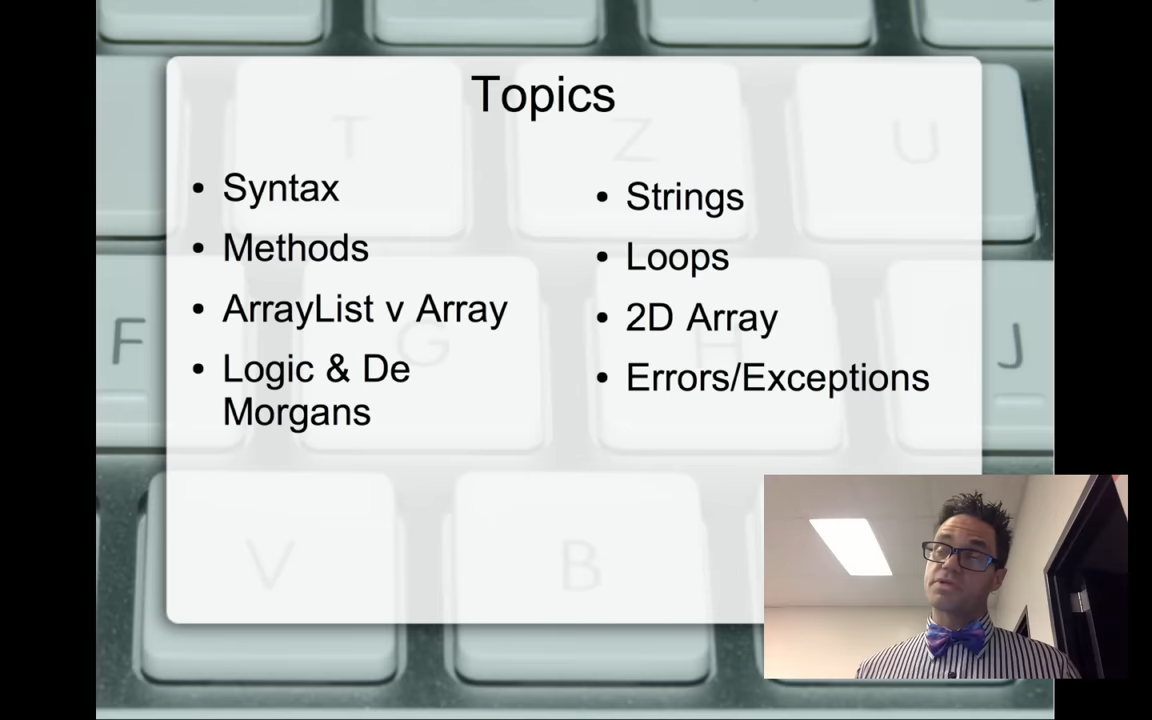 Topics
• Syntax
• Methods
• ArrayList v Array
• Logic & De
Morgans
• Strings
• Loops
• 2D Array
• Errors/Exceptions
T
Z
U
F
G
H
J
V
B